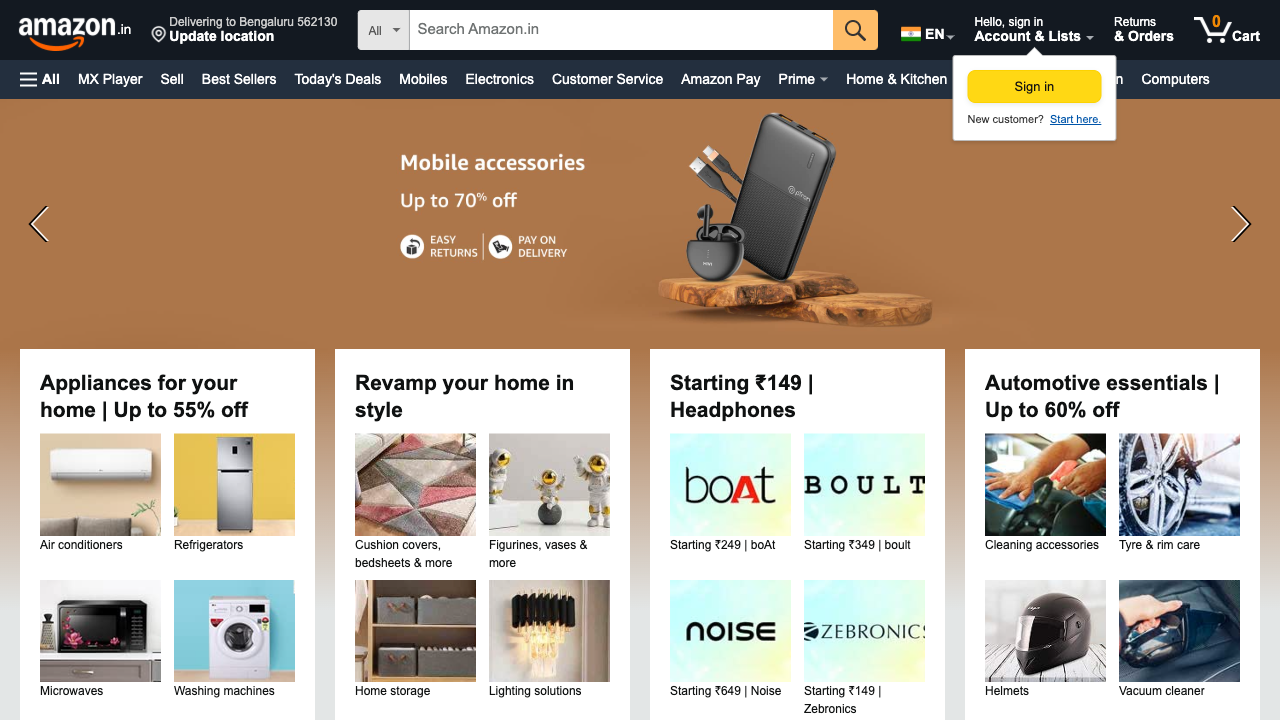 amazon.in
Delivering to Bengaluru 562130
Update location
All
Search Amazon.in
EN
Hello, sign in
Account & Lists
Returns
& Orders
0
Cart
All
MX Player
Sell
Best Sellers
Today's Deals
Mobiles
Electronics
Customer Service
Amazon Pay
Prime
Home & Kitchen
n
Computers
Sign in
New customer? Start here.
Mobile accessories
Up to 70% off
EASY
RETURNS
PAY ON
DELIVERY
pTron
Appliances for your
home | Up to 55% off
Air conditioners
Refrigerators
Microwaves
Washing machines
Revamp your home in
style
Cushion covers,
bedsheets & more
Figurines, vases &
more
Home storage
Lighting solutions
Starting ₹149 |
Headphones
boAt
BOULT
Starting ₹249 | boAt
Starting ₹349 | boult
NOISE
ZEBRONICS
Starting ₹649 | Noise
Starting ₹149 |
Zebronics
Automotive essentials |
Up to 60% off
Cleaning accessories
Tyre & rim care
Helmets
Vacuum cleaner